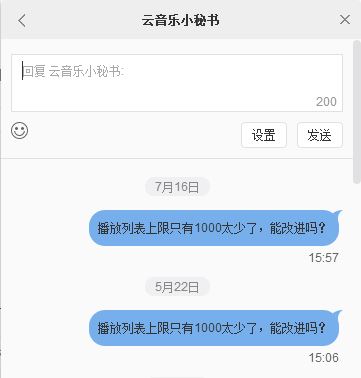 云音乐小秘书
回复 云音乐小秘书:
200
设置 发送
7月16日
播放列表上限只有1000太少了，能改进吗？
15:57
5月22日
播放列表上限只有1000太少了，能改进吗？
15:06